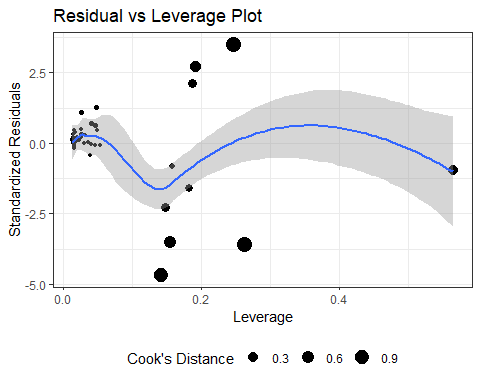 Residual vs Leverage Plot
Standardized Residuals
2.5
0.0
-2.5
-5.0
0.0 0.2 0.4
Leverage
Cook's Distance 0.3 0.6 0.9